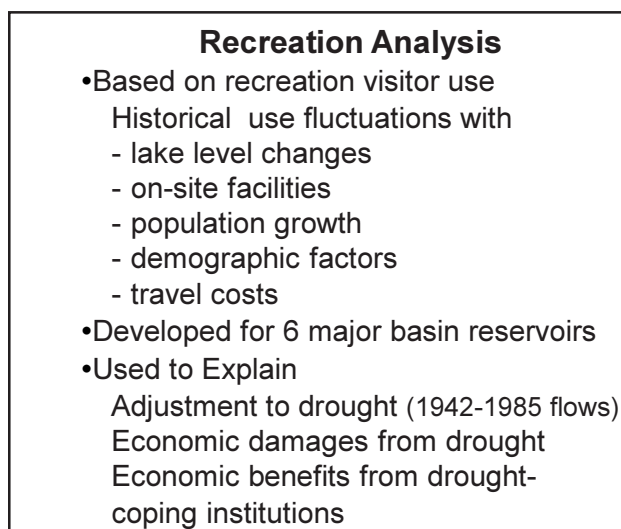 Recreation Analysis
•Based on recreation visitor use
Historical  use fluctuations with
- lake level changes
- on-site facilities
- population growth
- demographic factors
- travel costs
•Developed for 6 major basin reservoirs
•Used to Explain
Adjustment to drought (1942-1985 flows)
Economic damages from drought
Economic benefits from drought-
coping institutions